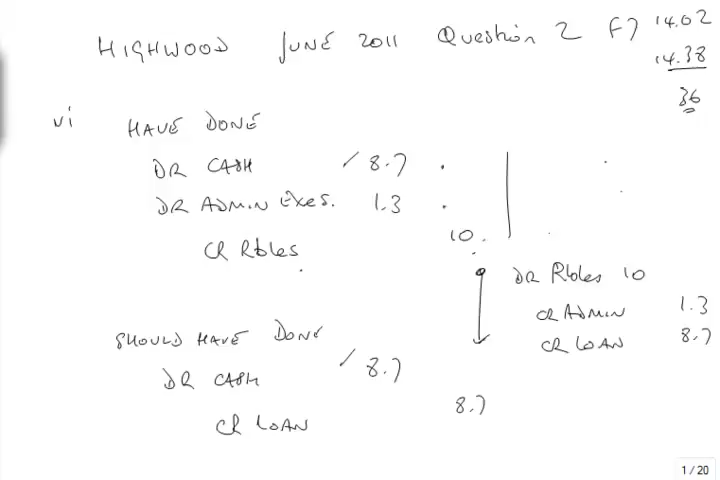 HIGHWOOD JUNE 2011 Question 2 F7
14.02
14.38
36
vi HAVE DONE
DR CASH 8.7
DR ADMIN Exes. 1.3
CR Rbles 10.
DR Rbles 10
CR ADMIN 1.3
CR LOAN 8.7
SHOULD HAVE DONE
DR CASH 8.7
CR LOAN 8.7
1 / 20